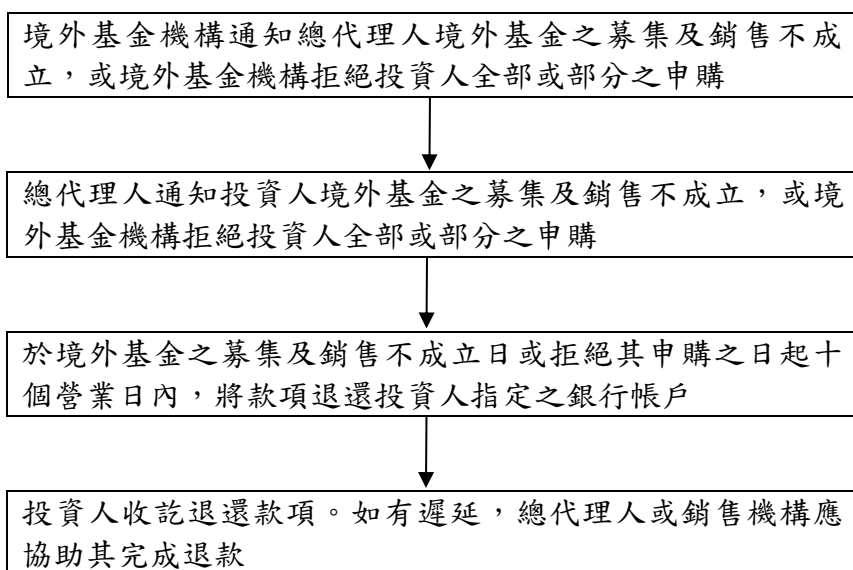 境外基金機構通知總代理人境外基金之募集及銷售不成
立，或境外基金機構拒絕投資人全部或部分之申購
總代理人通知投資人境外基金之募集及銷售不成立，或境
外基金機構拒絕投資人全部或部分之申購
於境外基金之募集及銷售不成立日或拒絕其申購之日起十
個營業日內，將款項退還投資人指定之銀行帳戶
投資人收訖退還款項。如有遲延，總代理人或銷售機構應
協助其完成退款